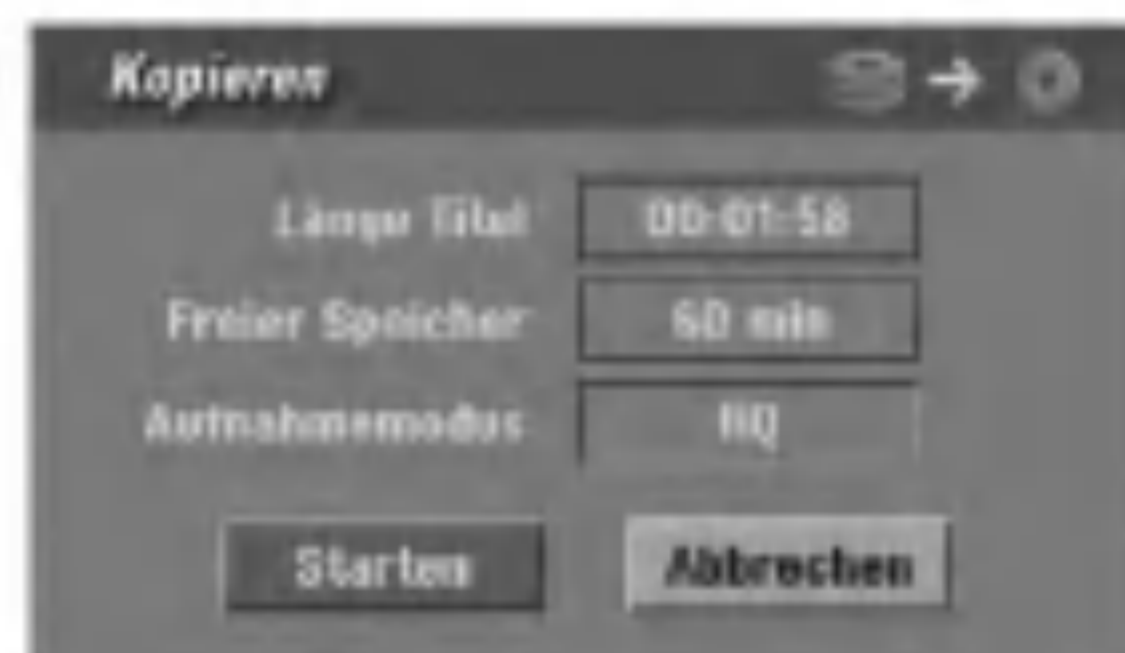 Kopieren
Länge Titel 00:01:58
Freier Speicher 60 min
Aufnahmemodus HQ
Starten Abbrechen